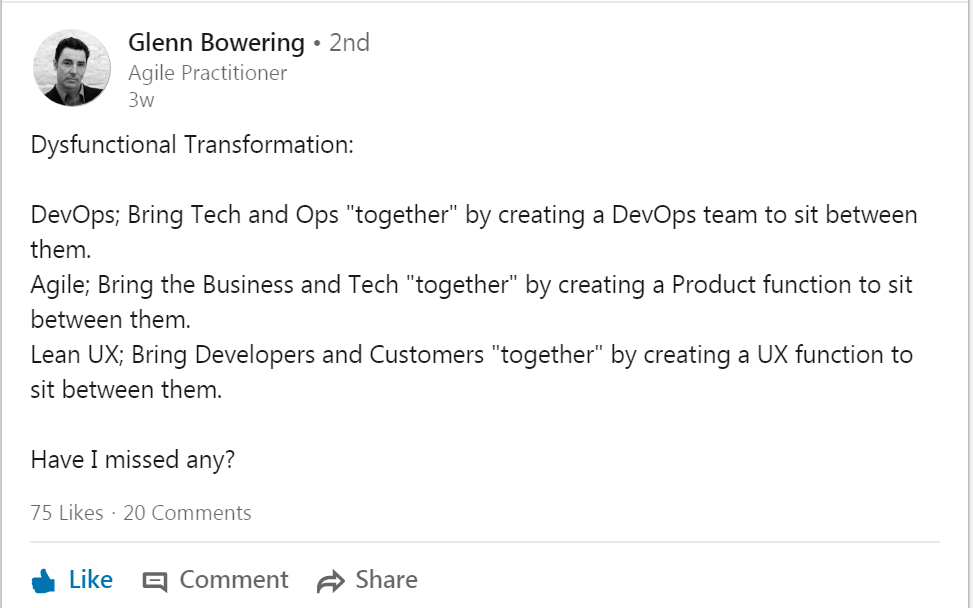 Glenn Bowering • 2nd
Agile Practitioner
3w
Dysfunctional Transformation:
DevOps; Bring Tech and Ops "together" by creating a DevOps team to sit between
them.
Agile; Bring the Business and Tech "together" by creating a Product function to sit
between them.
Lean UX; Bring Developers and Customers "together" by creating a UX function to
sit between them.
Have I missed any?
75 Likes · 20 Comments
Like Comment Share